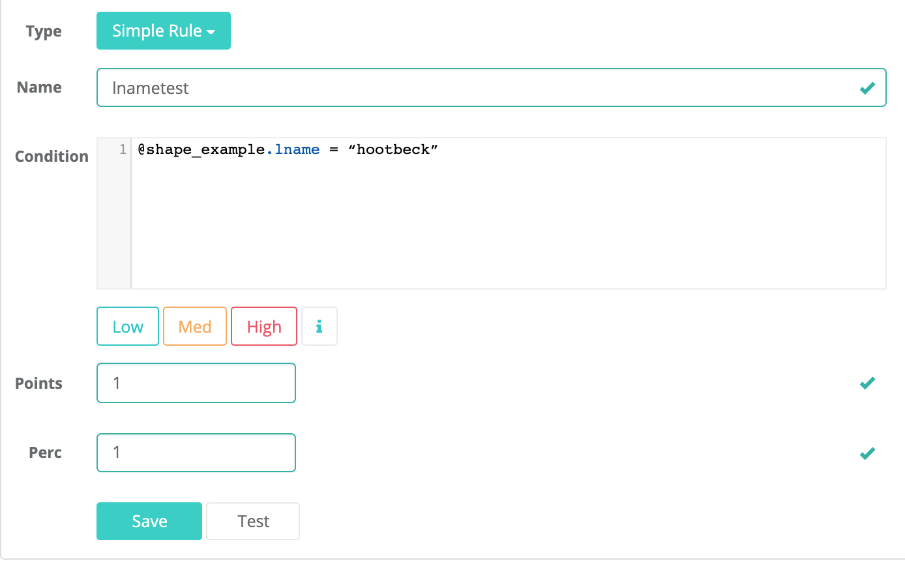 Type Simple Rule
Name lnametest
Condition 1 @shape_example.lname = “hootbeck”
Low Med High i
Points 1
Perc 1
Save Test